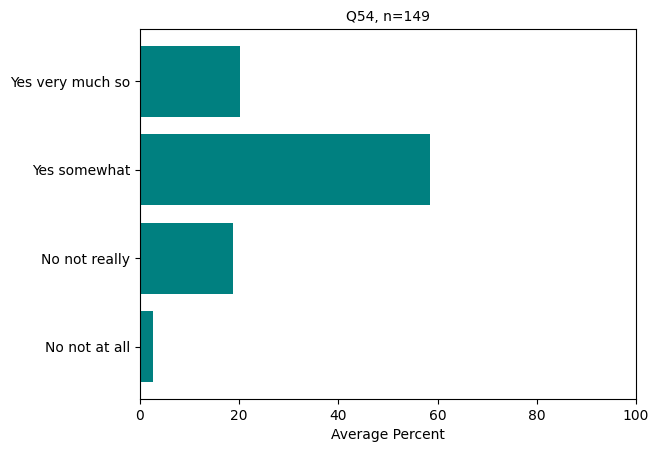 Q54, n=149
Yes very much so
Yes somewhat
No not really
No not at all
0 20 40 60 80 100
Average Percent